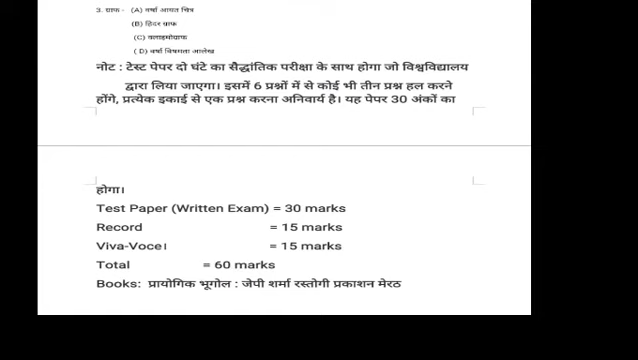 3. ग्राफ - (A) वर्षा आयत चित्र
(B) हिदर ग्राफ
(C) क्लाइमोग्राफ
( D) वर्षा विषमता आलेख
नोट : टेस्ट पेपर दो घंटे का सैद्धांतिक परीक्षा के साथ होगा जो विश्वविद्यालय
द्वारा लिया जाएगा। इसमें 6 प्रश्नों में से कोई भी तीन प्रश्न हल करने
होंगे, प्रत्येक इकाई से एक प्रश्न करना अनिवार्य है। यह पेपर 30 अंकों का
होगा।
Test Paper (Written Exam) = 30 marks
Record = 15 marks
Viva-Voce। = 15 marks
Total = 60 marks
Books: प्रायोगिक भूगोल : जेपी शर्मा रस्तोगी प्रकाशन मेरठ